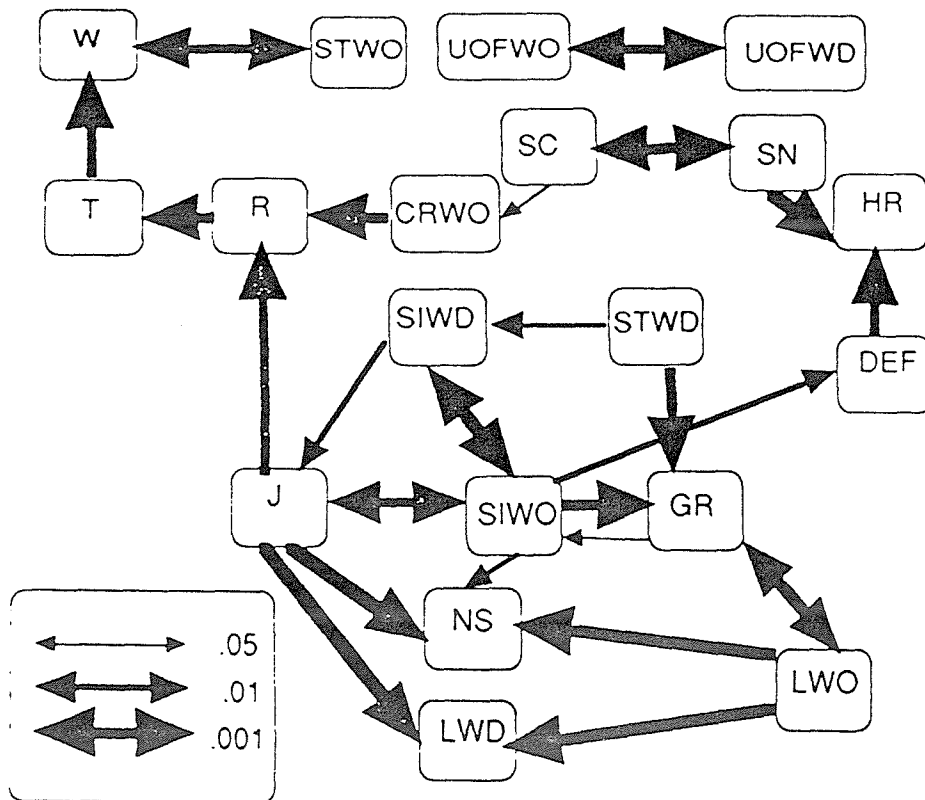 W
STWO
UOFWO
UOFWD
SC
SN
T
R
CRWO
HR
SIWD
STWD
DEF
J
SIWO
GR
NS
LWO
LWD
.05
.01
.001